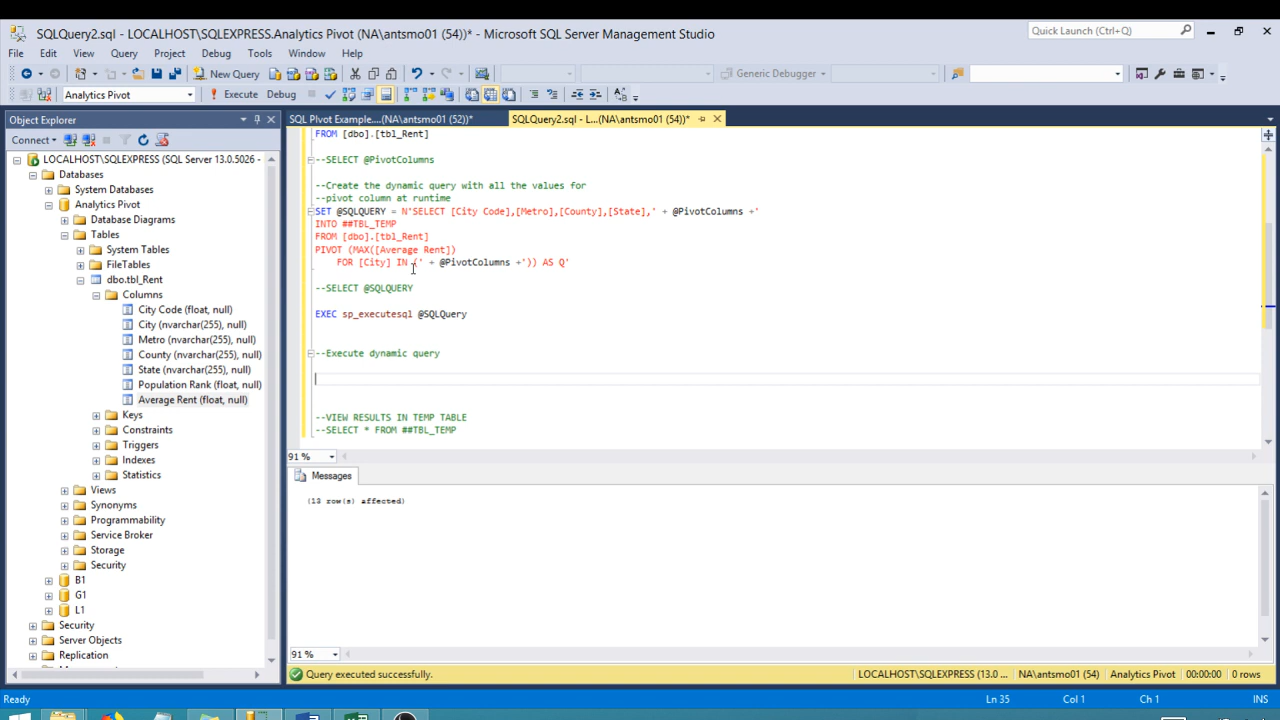 SQLQuery2.sql - LOCALHOST\SQLEXPRESS.Analytics Pivot (NA\antsmo01 (54))* - Microsoft SQL Server Management Studio
Quick Launch (Ctrl+Q)
File Edit View Query Project Debug Tools Window Help
New Query
Generic Debugger
Analytics Pivot
Execute Debug
Object Explorer
SQL Pivot Example....(NA\antsmo01 (52))*
SQLQuery2.sql - L...(NA\antsmo01 (54))*
Connect
LOCALHOST\SQLEXPRESS (SQL Server 13.0.5026 -
Databases
System Databases
Analytics Pivot
Database Diagrams
Tables
System Tables
FileTables
dbo.tbl_Rent
Columns
City Code (float, null)
City (nvarchar(255), null)
Metro (nvarchar(255), null)
County (nvarchar(255), null)
State (nvarchar(255), null)
Population Rank (float, null)
Average Rent (float, null)
Keys
Constraints
Triggers
Indexes
Statistics
Views
Synonyms
Programmability
Service Broker
Storage
Security
B1
G1
L1
Security
Server Objects
Replication
FROM [dbo].[tbl_Rent]
--SELECT @PivotColumns
--Create the dynamic query with all the values for
--pivot column at runtime
SET @SQLQUERY = N'SELECT [City Code],[Metro],[County],[State],' + @PivotColumns +'
INTO ##TBL_TEMP
FROM [dbo].[tbl_Rent]
PIVOT (MAX([Average Rent])
FOR [City] IN (' + @PivotColumns +')) AS Q'
--SELECT @SQLQUERY
EXEC sp_executesql @SQLQuery
--Execute dynamic query
--VIEW RESULTS IN TEMP TABLE
--SELECT * FROM ##TBL_TEMP
91 %
Messages
(13 row(s) affected)
91 %
Query executed successfully.
LOCALHOST\SQLEXPRESS (13.0 ...
NA\antsmo01 (54)
Analytics Pivot
00:00:00
0 rows
Ready
Ln 35
Col 1
Ch 1
INS